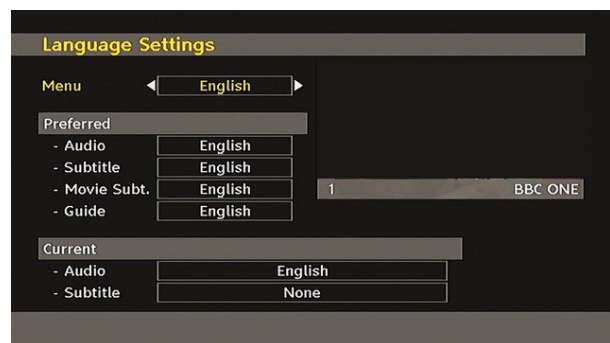 Language Settings
Menu English
Preferred
- Audio English
- Subtitle English
- Movie Subt. English
- Guide English
1 BBC ONE
Current
- Audio English
- Subtitle None